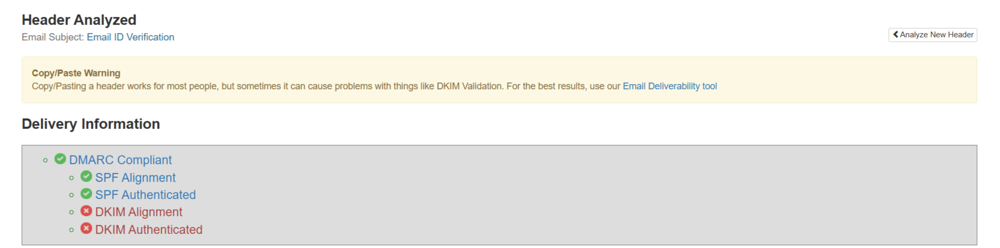 Header Analyzed
Email Subject: Email ID Verification
Analyze New Header
Copy/Paste Warning
Copy/Pasting a header works for most people, but sometimes it can cause problems with things like DKIM Validation. For the best results, use our Email Deliverability tool
Delivery Information
DMARC Compliant
SPF Alignment
SPF Authenticated
DKIM Alignment
DKIM Authenticated